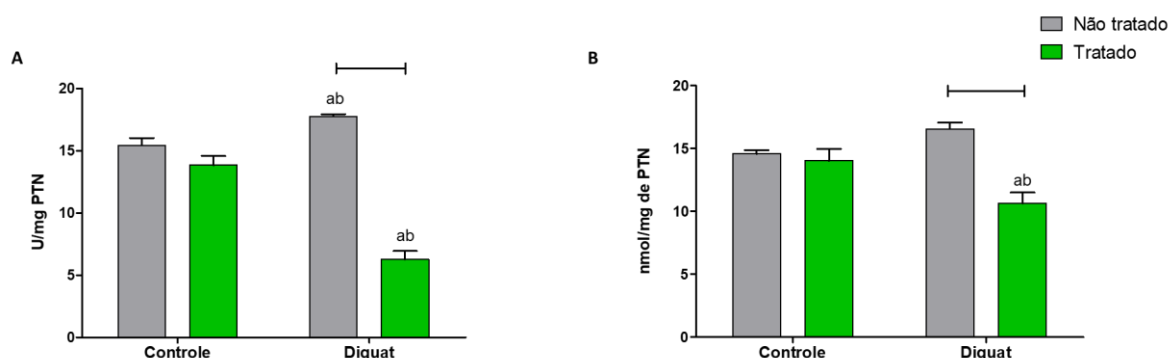 Não tratado
Tratado
A
U/mg PTN
20
15
10
5
0
ab
ab
Controle
Diquat
B
nmol/mg de PTN
20
15
10
5
0
ab
Controle
Diquat